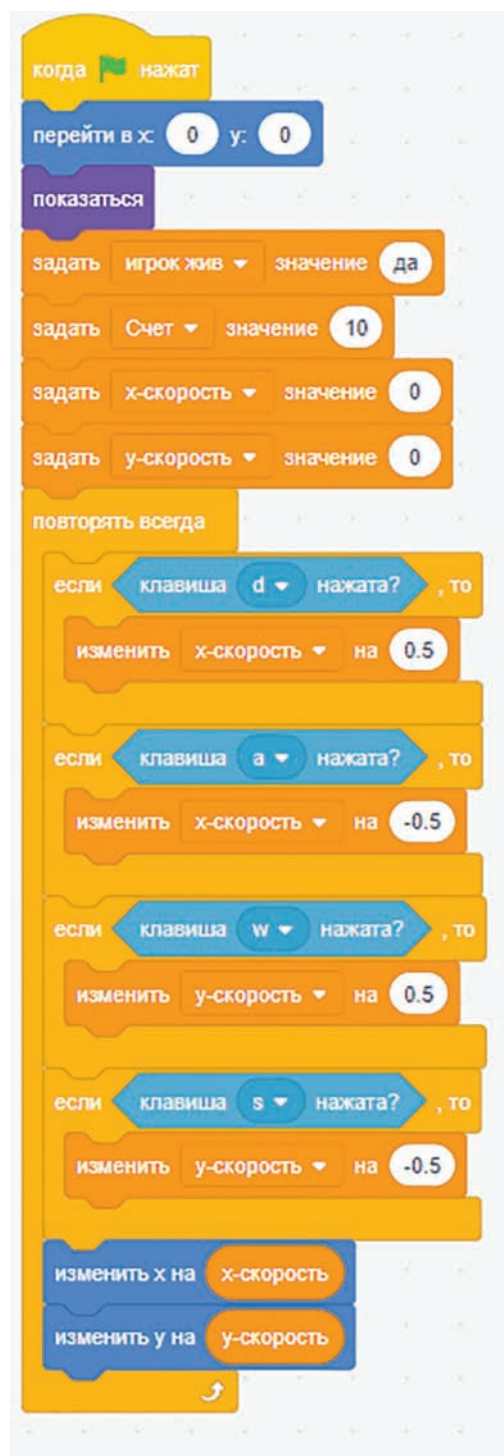 когда нажат
перейти в x: 0 y: 0
показаться
задать игрок жив значение да
задать Счет значение 10
задать х-скорость значение 0
задать у-скорость значение 0
повторять всегда
если клавиша d нажата? , то
изменить х-скорость на 0.5
если клавиша a нажата? , то
изменить х-скорость на -0.5
если клавиша w нажата? , то
изменить у-скорость на 0.5
если клавиша s нажата? , то
изменить у-скорость на -0.5
изменить x на х-скорость
изменить y на у-скорость